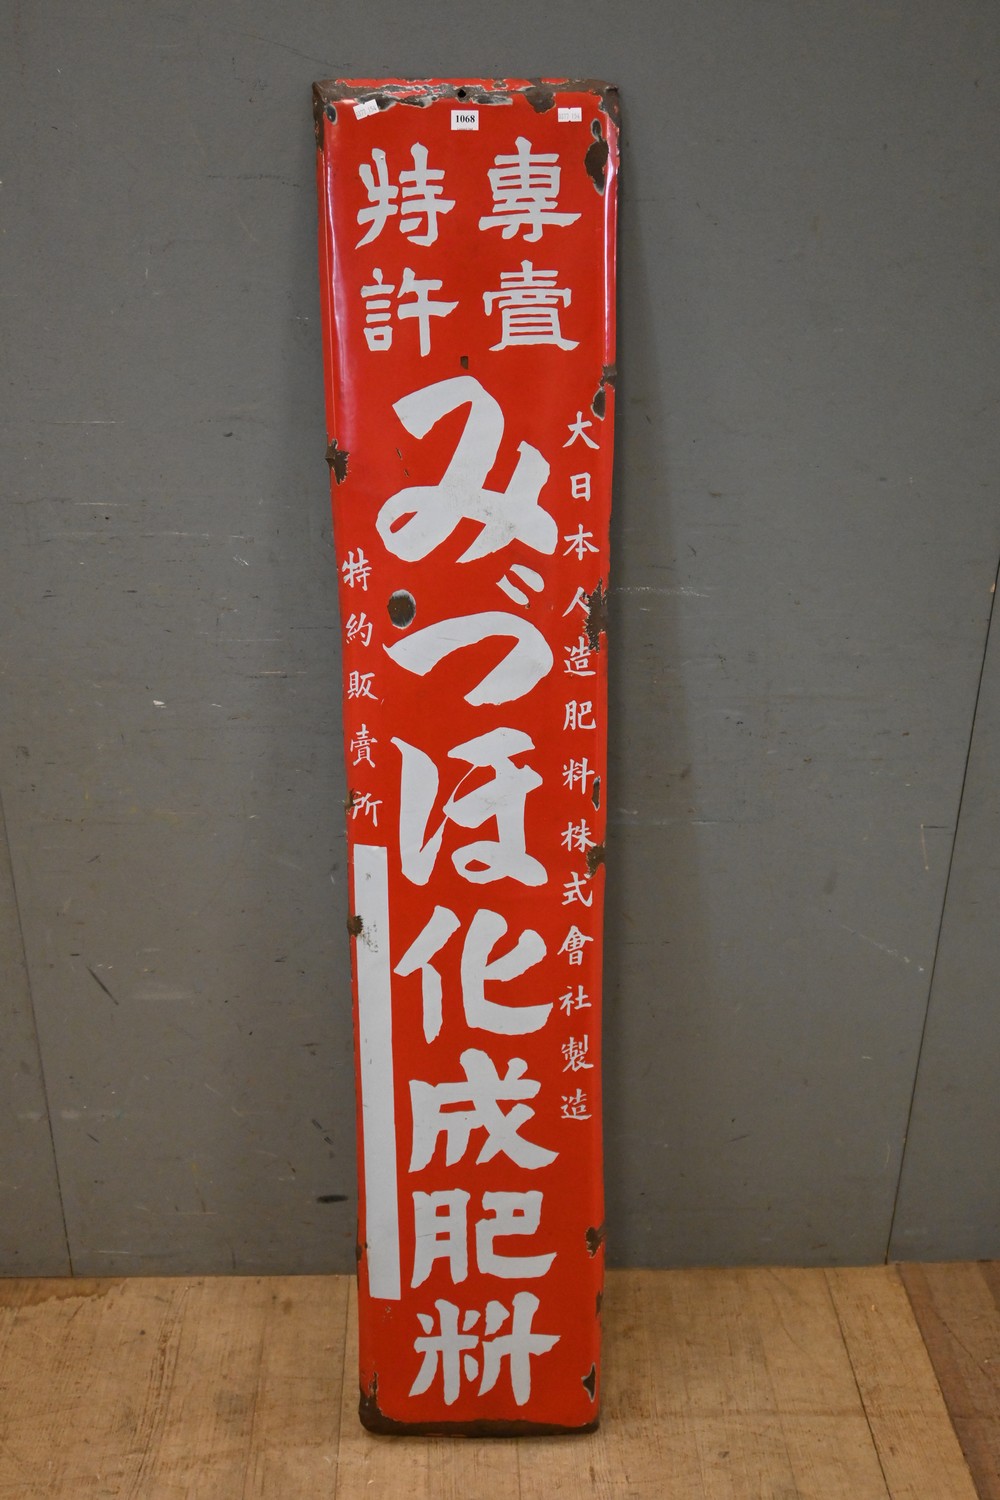 1068
專賣
特許
大日本人造肥料株式會社製造
みづほ化成肥料
特約販賣所